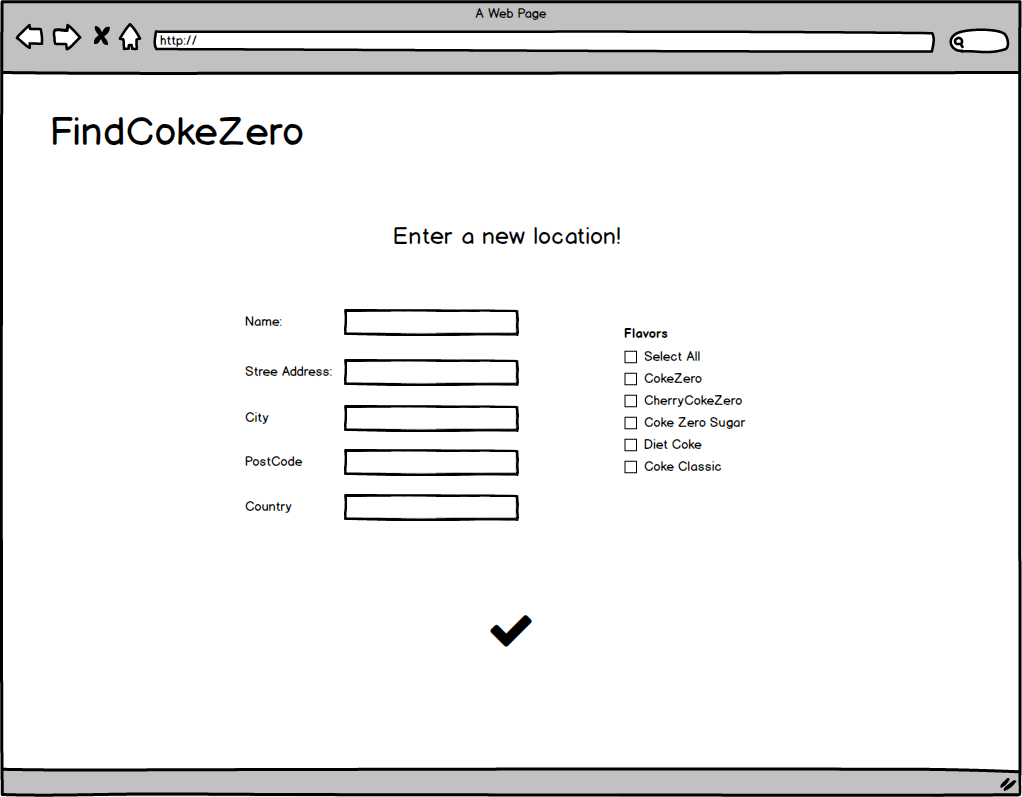 A Web Page
http://
FindCokeZero
Enter a new location!
Name:
Stree Address:
City
PostCode
Country
Flavors
Select All
CokeZero
CherryCokeZero
Coke Zero Sugar
Diet Coke
Coke Classic